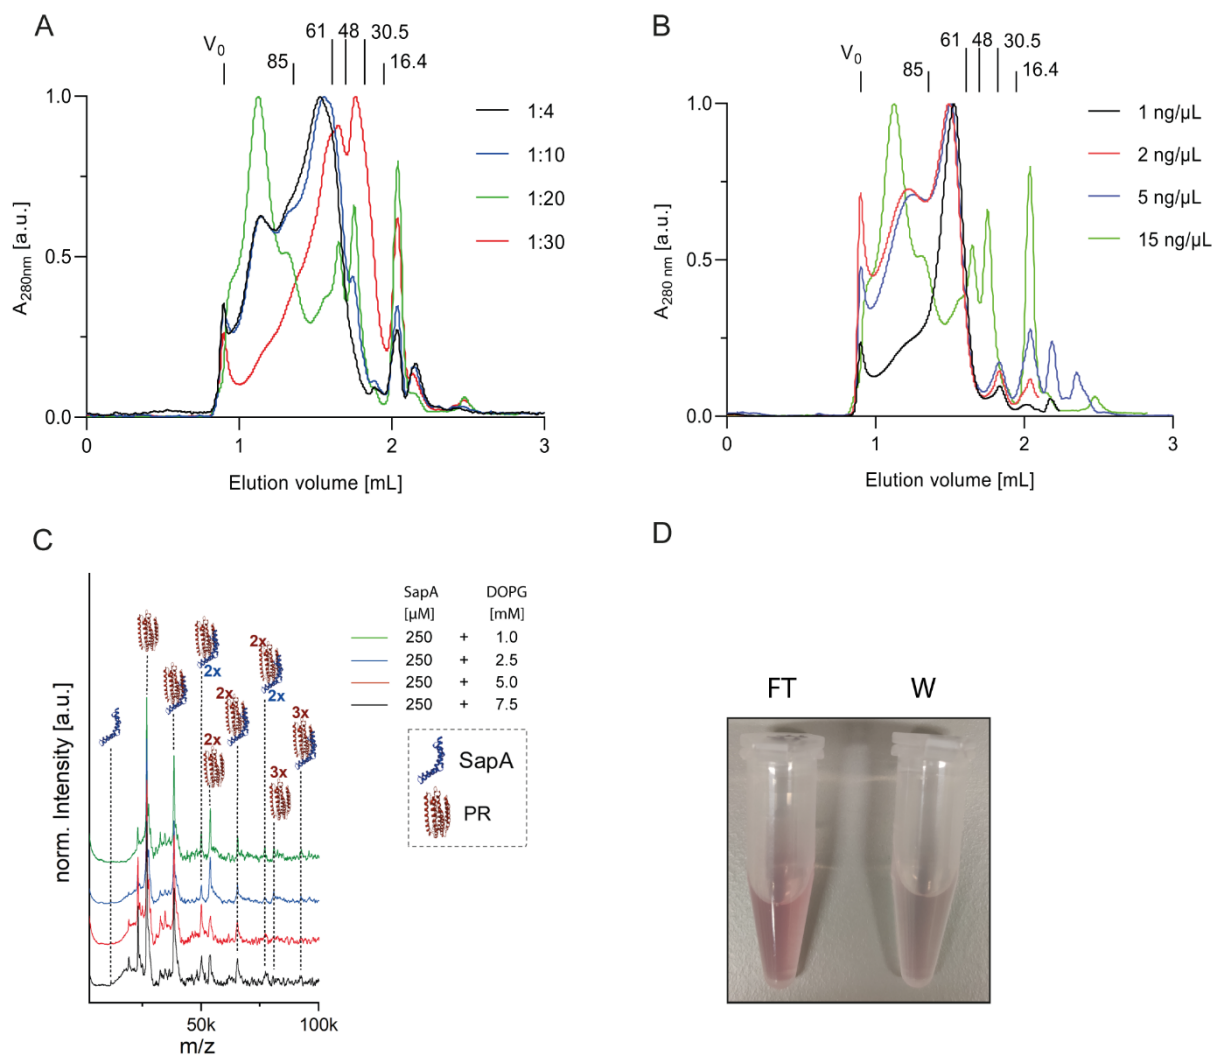 A
V0
85
61
48
30.5
16.4
1.0
0.5
0.0
A280nm [a.u.]
0
1
2
3
Elution volume [mL]
1:4
1:10
1:20
1:30
B
V0
85
61
48
30.5
16.4
1.0
0.5
0.0
A280 nm [a.u.]
0
1
2
3
Elution volume [mL]
1 ng/µL
2 ng/µL
5 ng/µL
15 ng/µL
C
norm. Intensity [a.u.]
2x
2x
2x
2x
2x
3x
3x
50k
100k
m/z
SapA DOPG
[µM] [mM]
250 + 1.0
250 + 2.5
250 + 5.0
250 + 7.5
SapA
PR
D
FT W